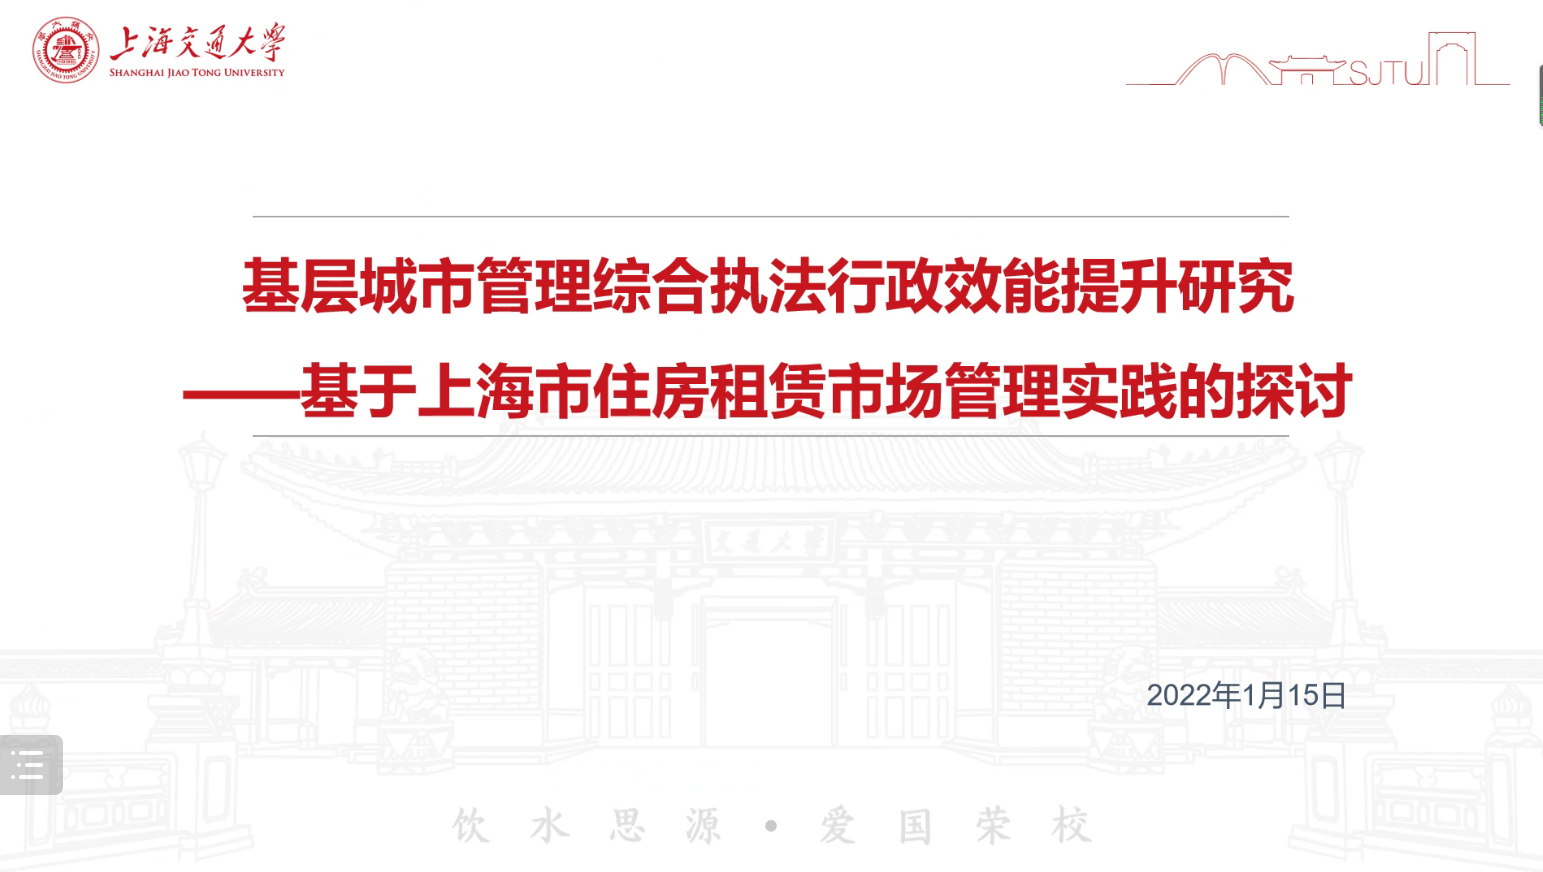 上海交通大学
SHANGHAI JIAO TONG UNIVERSITY
SJTU
基层城市管理综合执法行政效能提升研究
——基于上海市住房租赁市场管理实践的探讨
交通大学
2022年1月15日
饮水思源·爱国荣校